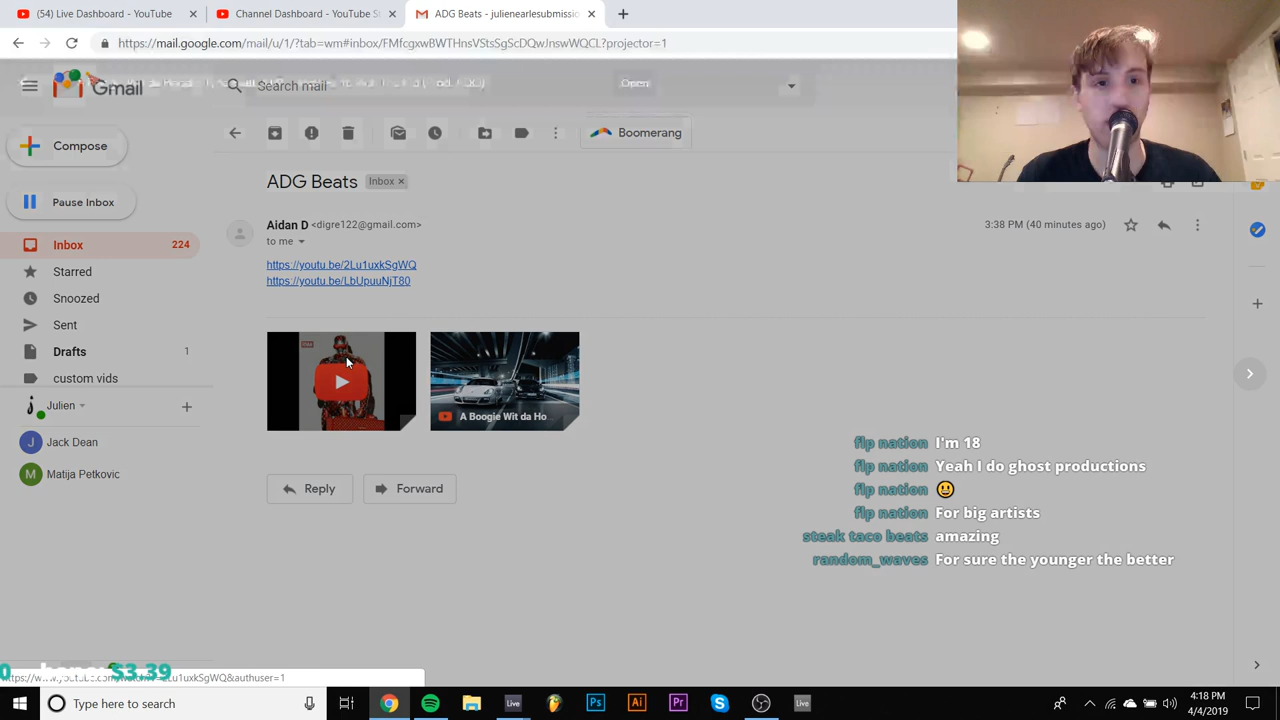 (54) Live Dashboard - YouTube
Channel Dashboard - YouTube S
ADG Beats - julienearlesubmissio
https://mail.google.com/mail/u/1/?tab=wm#inbox/FMfcgxwBWTHnsVStsSgScDQwJnswWQCL?projector=1
Gmail
Search mail
Open
Compose
Boomerang
ADG Beats
Inbox
Pause Inbox
Aidan D <digre122@gmail.com>
3:38 PM (40 minutes ago)
to me
Inbox 224
https://youtu.be/2Lu1uxkSgWQ
Starred
https://youtu.be/LbUpuuNjT80
Snoozed
Sent
Drafts 1
custom vids
A Boogie Wit da Ho...
Julien
Jack Dean
Matija Petkovic
Reply
Forward
flp nation I'm 18
flp nation Yeah I do ghost productions
flp nation 😃
flp nation For big artists
steak taco beats amazing
random_waves For sure the younger the better
$3.39
Type here to search
4:18 PM
4/4/2019